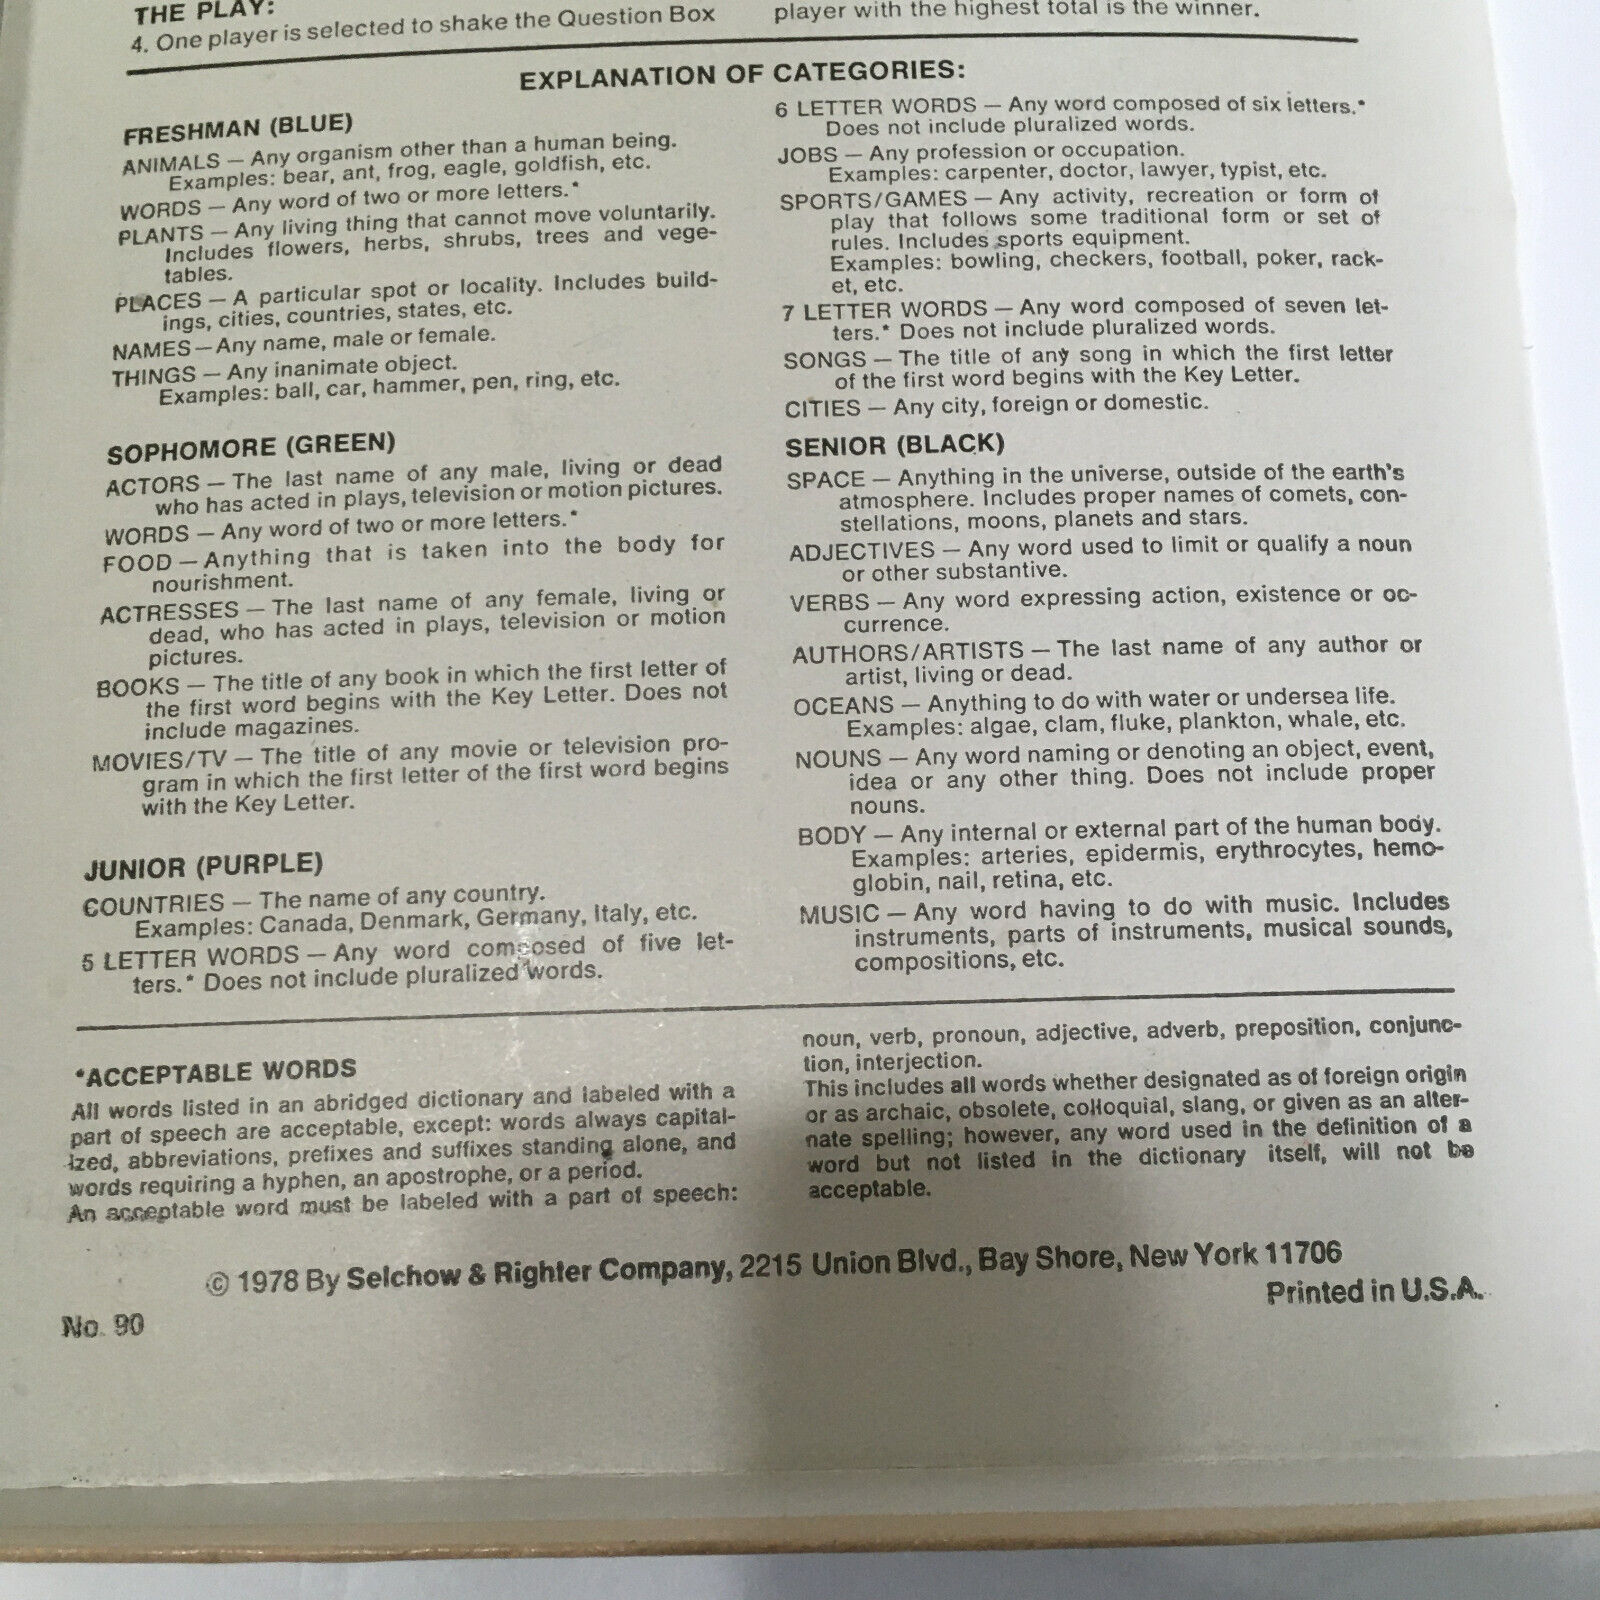 THE PLAY:
4. One player is selected to shake the Question Box
player with the highest total is the winner.
EXPLANATION OF CATEGORIES:
FRESHMAN (BLUE)
ANIMALS — Any organism other than a human being.
Examples: bear, ant, frog, eagle, goldfish, etc.
WORDS — Any word of two or more letters.*
PLANTS — Any living thing that cannot move voluntarily.
Includes flowers, herbs, shrubs, trees and vege-
tables.
PLACES — A particular spot or locality. Includes build-
ings, cities, countries, states, etc.
NAMES — Any name, male or female.
THINGS — Any inanimate object.
Examples: ball, car, hammer, pen, ring, etc.
SOPHOMORE (GREEN)
ACTORS — The last name of any male, living or dead
who has acted in plays, television or motion pictures.
WORDS — Any word of two or more letters.*
FOOD — Anything that is taken into the body for
nourishment.
ACTRESSES — The last name of any female, living or
dead, who has acted in plays, television or motion
pictures.
BOOKS — The title of any book in which the first letter of
the first word begins with the Key Letter. Does not
include magazines.
MOVIES/TV — The title of any movie or television pro-
gram in which the first letter of the first word begins
with the Key Letter.
JUNIOR (PURPLE)
COUNTRIES — The name of any country.
Examples: Canada, Denmark, Germany, Italy, etc.
5 LETTER WORDS — Any word composed of five let-
ters.* Does not include pluralized words.
6 LETTER WORDS — Any word composed of six letters.*
Does not include pluralized words.
JOBS — Any profession or occupation.
Examples: carpenter, doctor, lawyer, typist, etc.
SPORTS/GAMES — Any activity, recreation or form of
play that follows some traditional form or set of
rules. Includes sports equipment.
Examples: bowling, checkers, football, poker, rack-
et, etc.
7 LETTER WORDS — Any word composed of seven let-
ters.* Does not include pluralized words.
SONGS — The title of any song in which the first letter
of the first word begins with the Key Letter.
CITIES — Any city, foreign or domestic.
SENIOR (BLACK)
SPACE — Anything in the universe, outside of the earth's
atmosphere. Includes proper names of comets, con-
stellations, moons, planets and stars.
ADJECTIVES — Any word used to limit or qualify a noun
or other substantive.
VERBS — Any word expressing action, existence or oc-
currence.
AUTHORS/ARTISTS — The last name of any author or
artist, living or dead.
OCEANS — Anything to do with water or undersea life.
Examples: algae, clam, fluke, plankton, whale, etc.
NOUNS — Any word naming or denoting an object, event,
idea or any other thing. Does not include proper
nouns.
BODY — Any internal or external part of the human body.
Examples: arteries, epidermis, erythrocytes, hemo-
globin, nail, retina, etc.
MUSIC — Any word having to do with music. Includes
instruments, parts of instruments, musical sounds,
compositions, etc.
*ACCEPTABLE WORDS
All words listed in an abridged dictionary and labeled with a
part of speech are acceptable, except: words always capital-
ized, abbreviations, prefixes and suffixes standing alone, and
words requiring a hyphen, an apostrophe, or a period.
An acceptable word must be labeled with a part of speech:
noun, verb, pronoun, adjective, adverb, preposition, conjunc-
tion, interjection.
This includes all words whether designated as of foreign origin
or as archaic, obsolete, colloquial, slang, or given as an alter-
nate spelling; however, any word used in the definition of a
word but not listed in the dictionary itself, will not be
acceptable.
© 1978 By Selchow & Righter Company, 2215 Union Blvd., Bay Shore, New York 11706
Printed in U.S.A.
No. 90